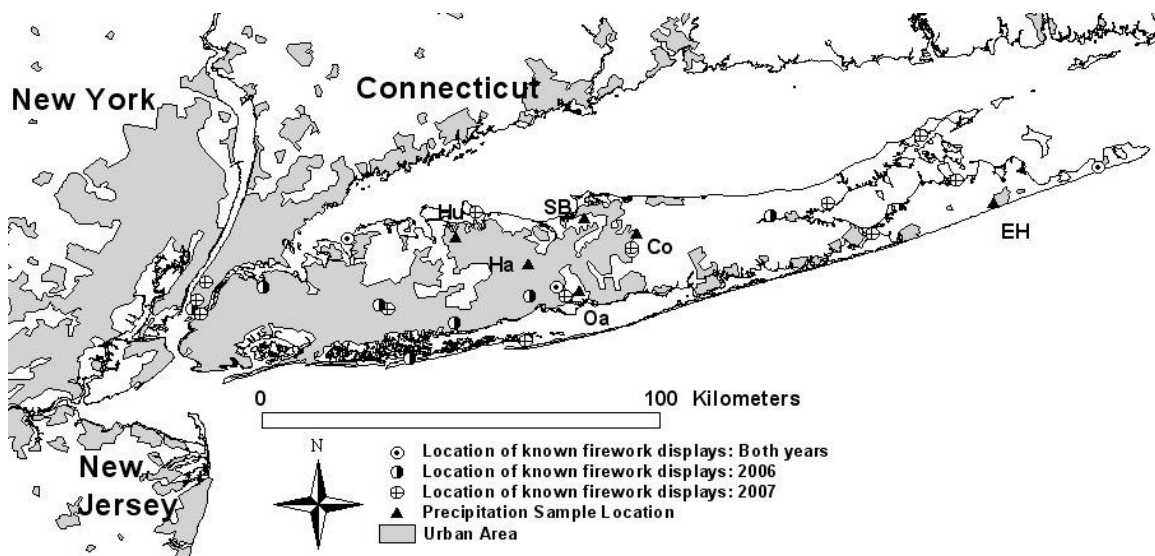 New York
Connecticut
Hu
SB
Ha
Co
EH
Oa
0
100 Kilometers
N
Location of known firework displays: Both years
Location of known firework displays: 2006
Location of known firework displays: 2007
Precipitation Sample Location
Urban Area
New
Jersey